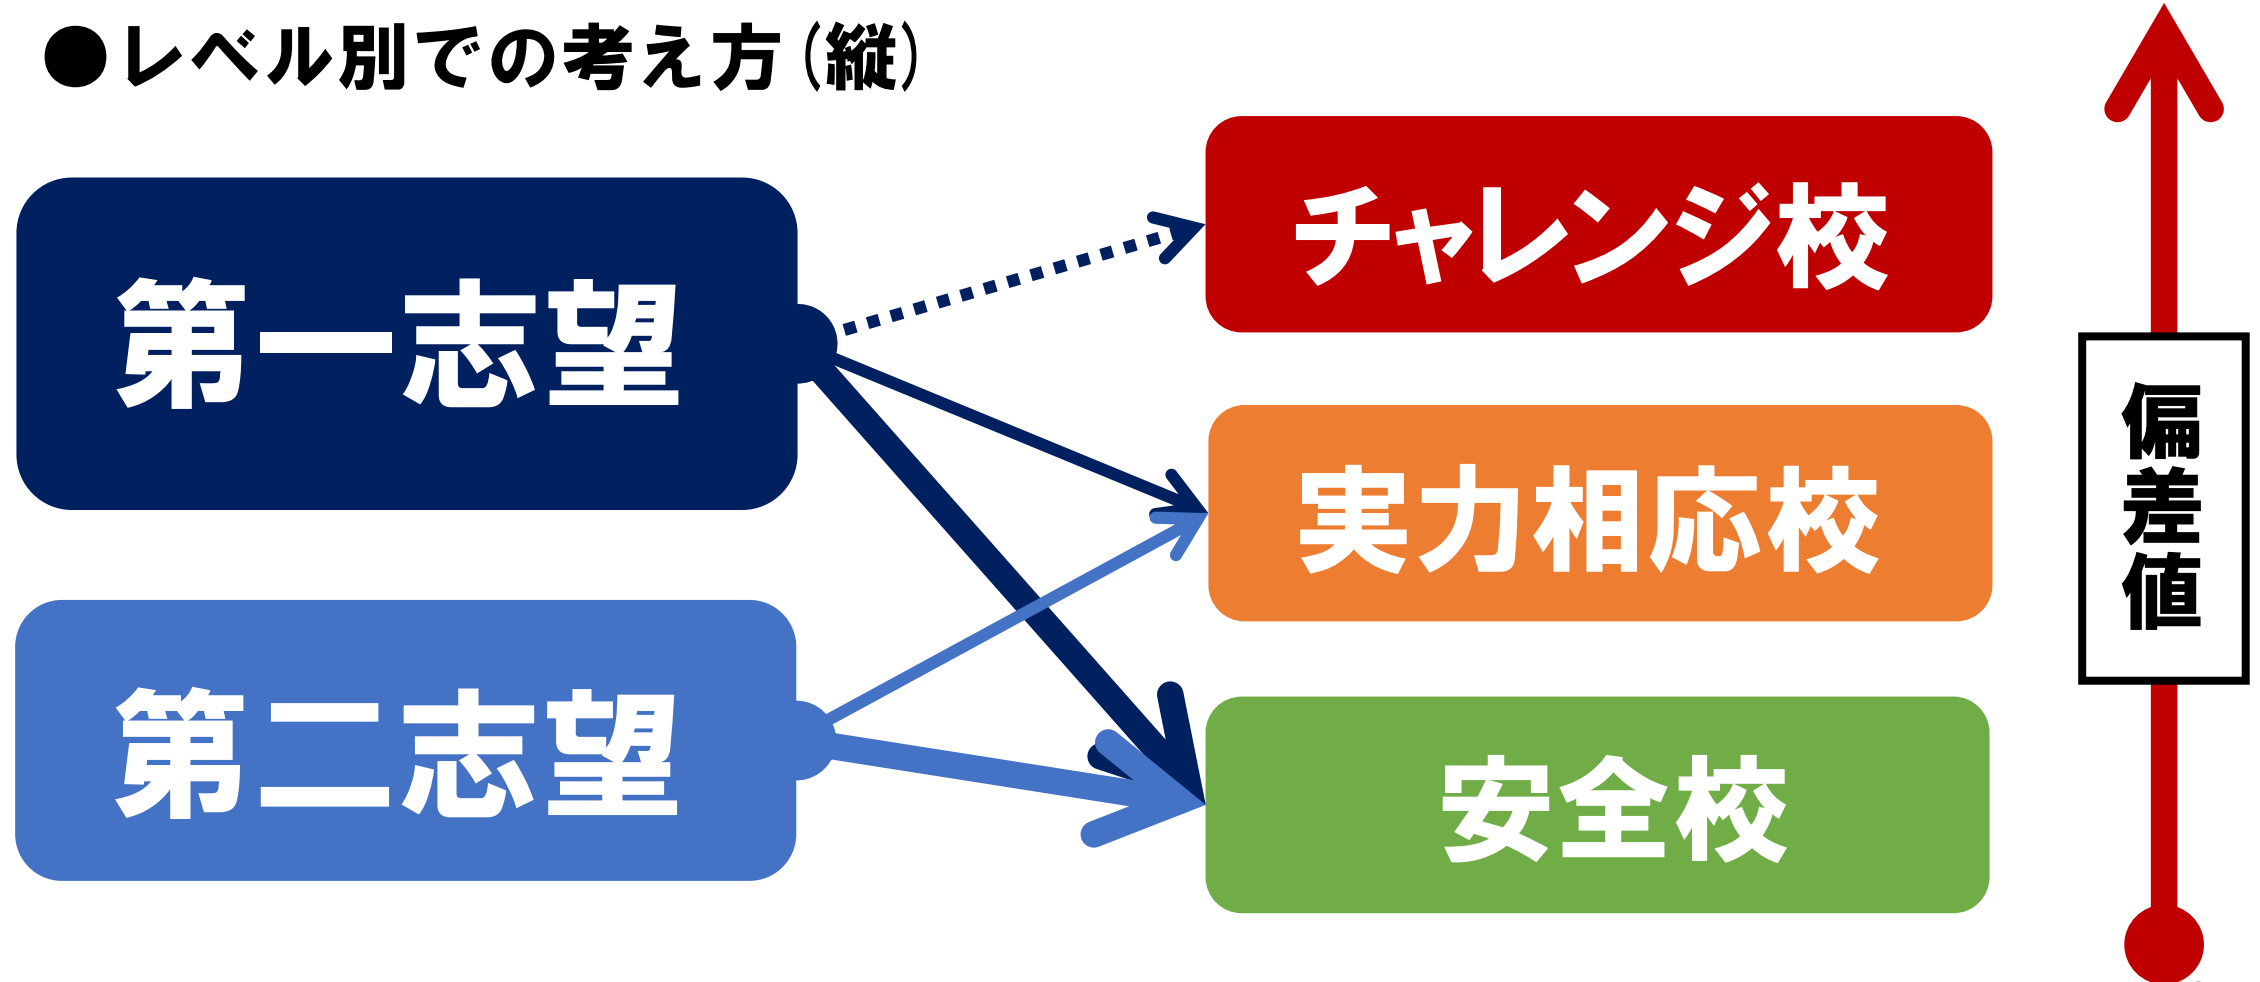 ●レベル別での考え方（縦）
第一志望
第二志望
チャレンジ校
実力相応校
安全校
偏差値